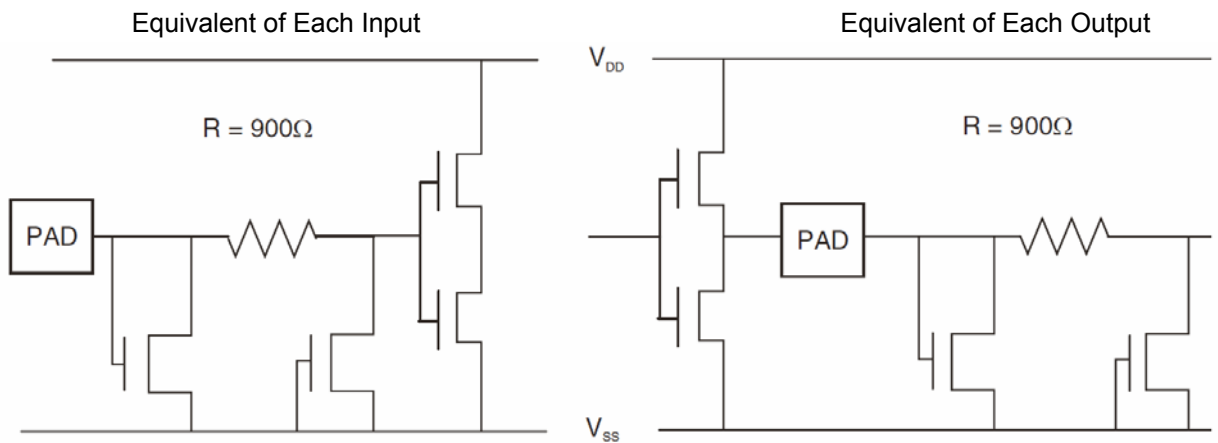 Equivalent of Each Input
Equivalent of Each Output
V_DD
R = 900Ω
R = 900Ω
PAD
PAD
V_SS